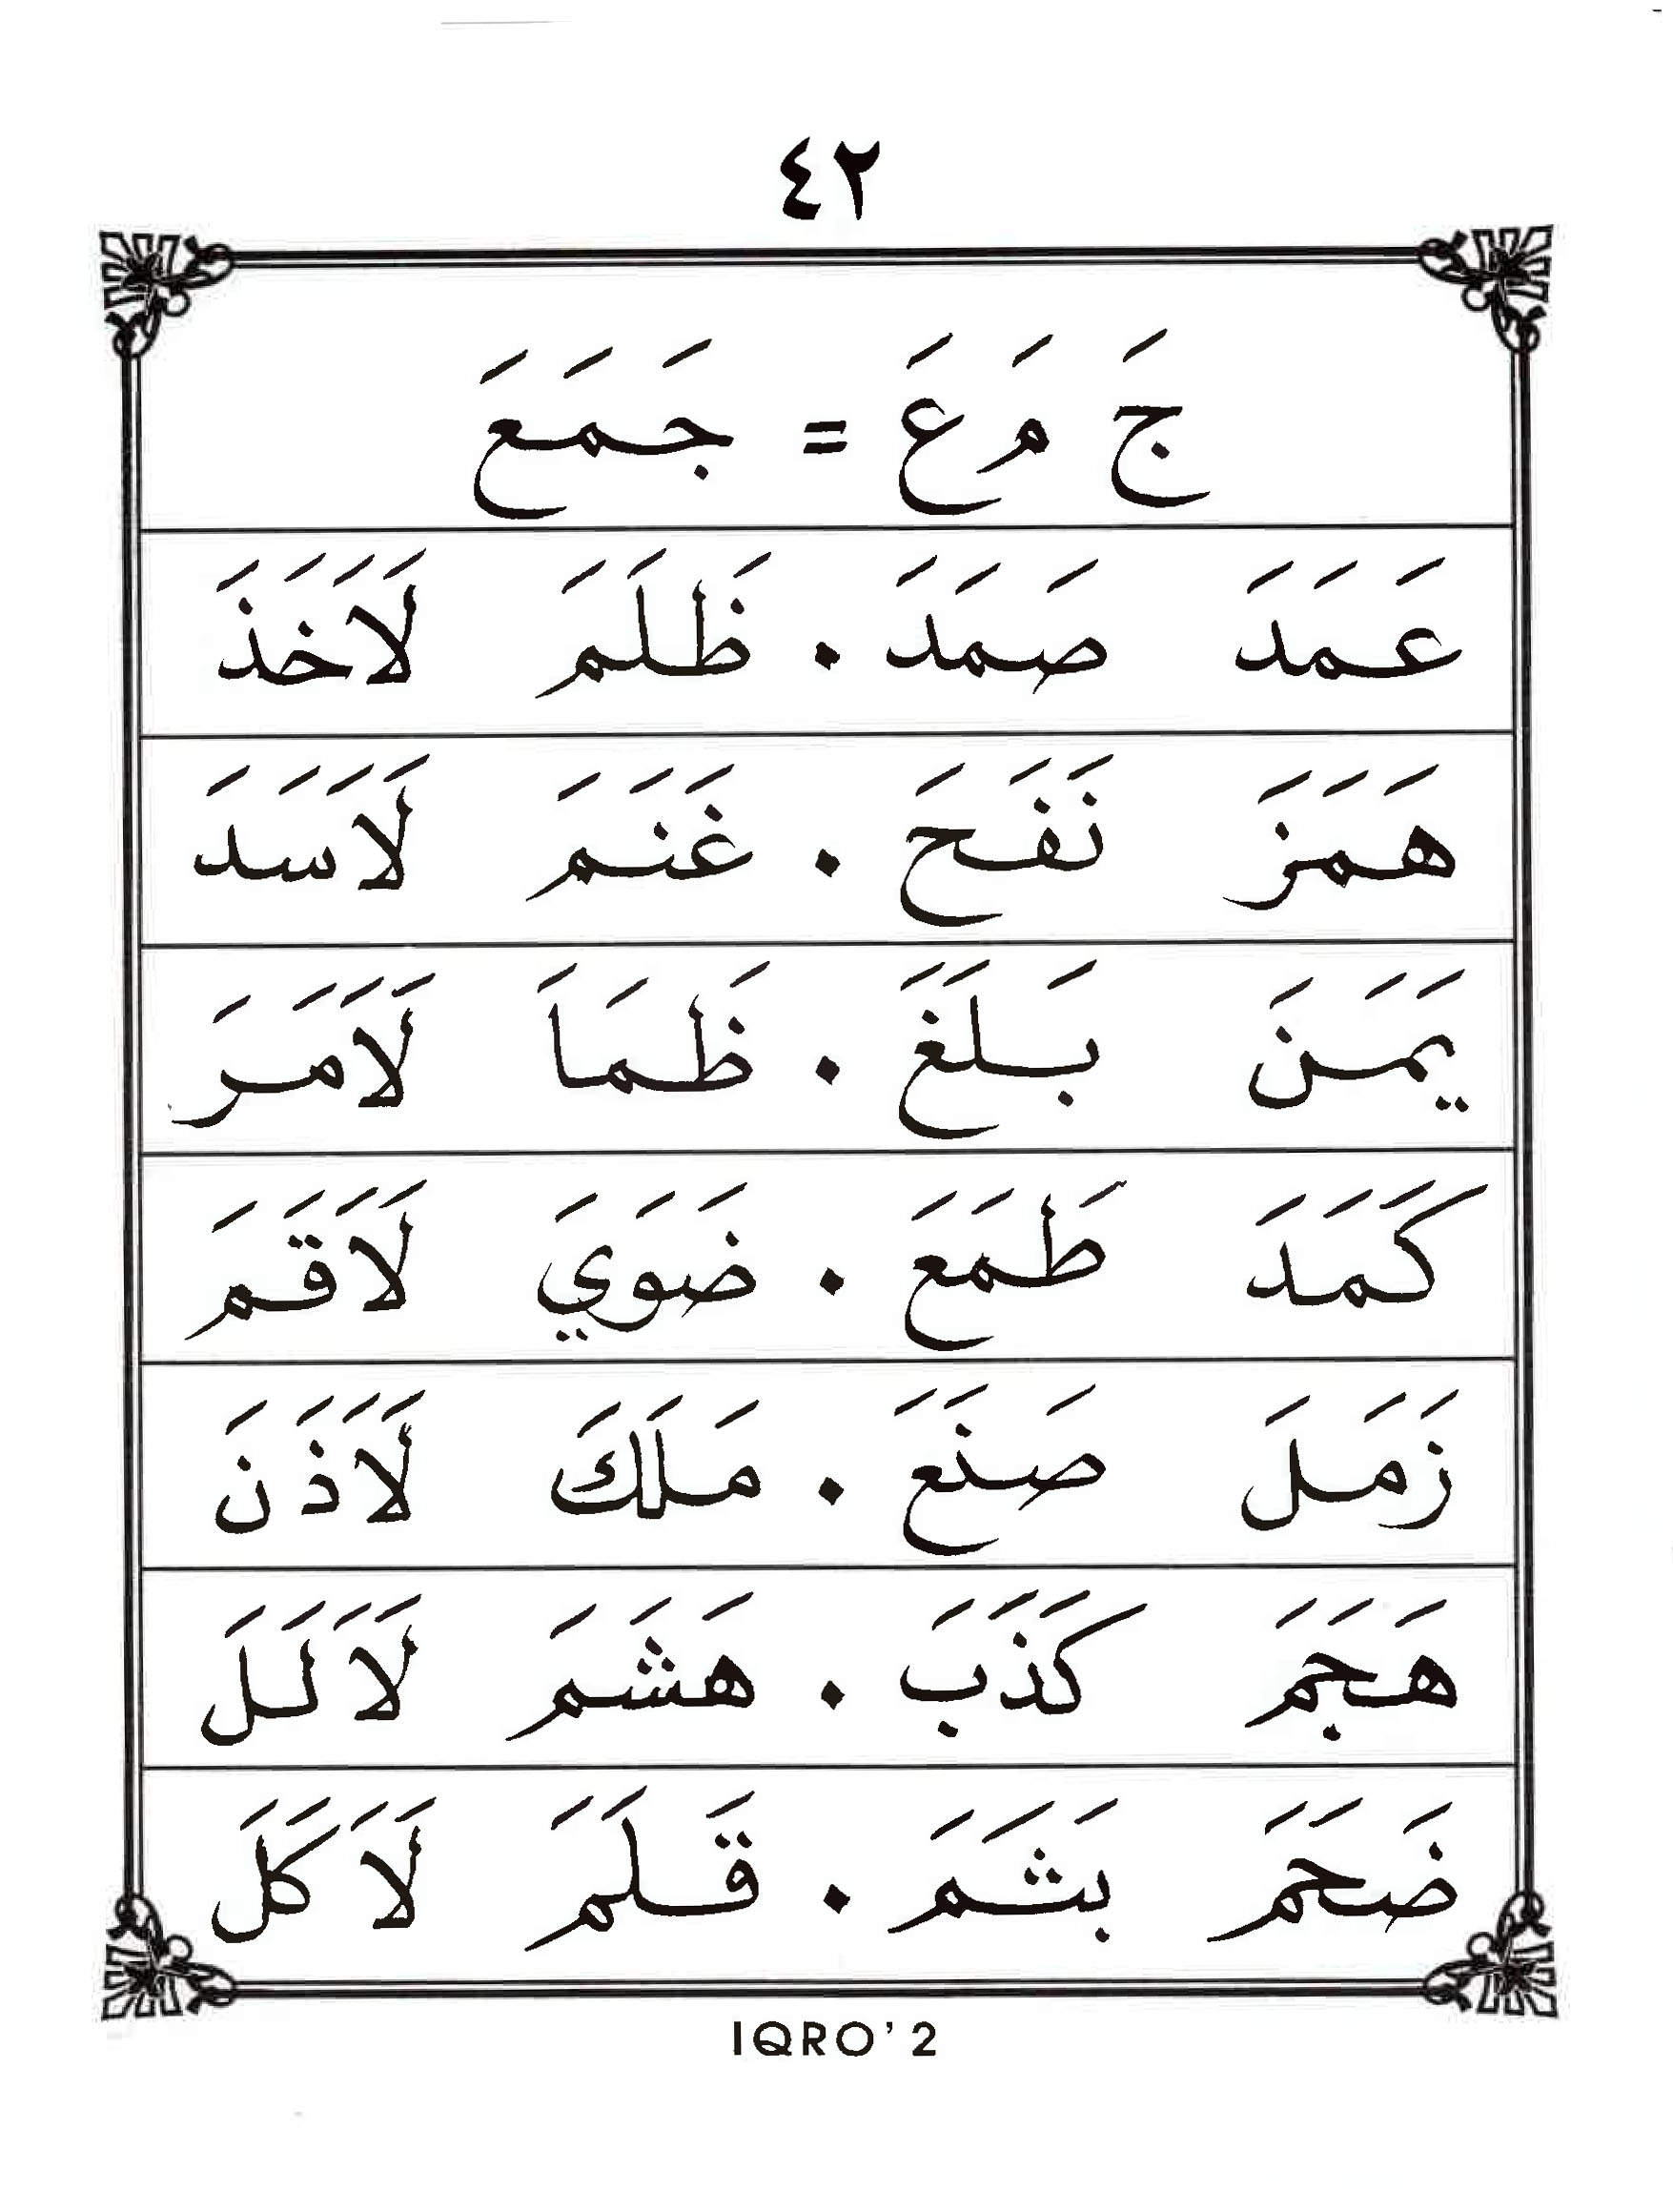 ٤٢
جَ مَ عَ = جَمَعَ
عَمَدَ صَمَدَ . ظَلَمَ لَاَخَذَ
هَمَزَ نَفَحَ . غَنَمَ لَاَسَدَ
يَمَنَ بَلَغَ . ظَمَاَ لَاَمَرَ
كَمَدَ طَمَعَ . ضَوَيَ لَاَقَمَ
زَمَلَ صَنَعَ . مَلَكَ لَاَذَنَ
هَجَمَ كَذَبَ . هَشَمَ لَاَلَلَ
ضَحَمَ بَشَمَ . قَلَمَ لَاَكَلَ
IQRO' 2